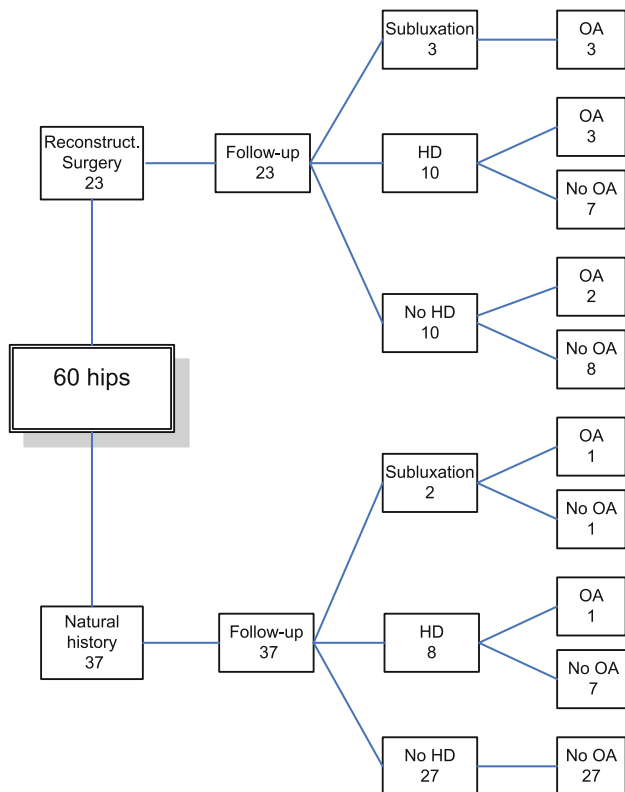 Subluxation
3
OA
3
Reconstruct.
Surgery
23
Follow-up
23
HD
10
OA
3
No OA
7
No HD
10
OA
2
No OA
8
60 hips
Subluxation
2
OA
1
No OA
1
Natural
history
37
Follow-up
37
HD
8
OA
1
No OA
7
No HD
27
No OA
27